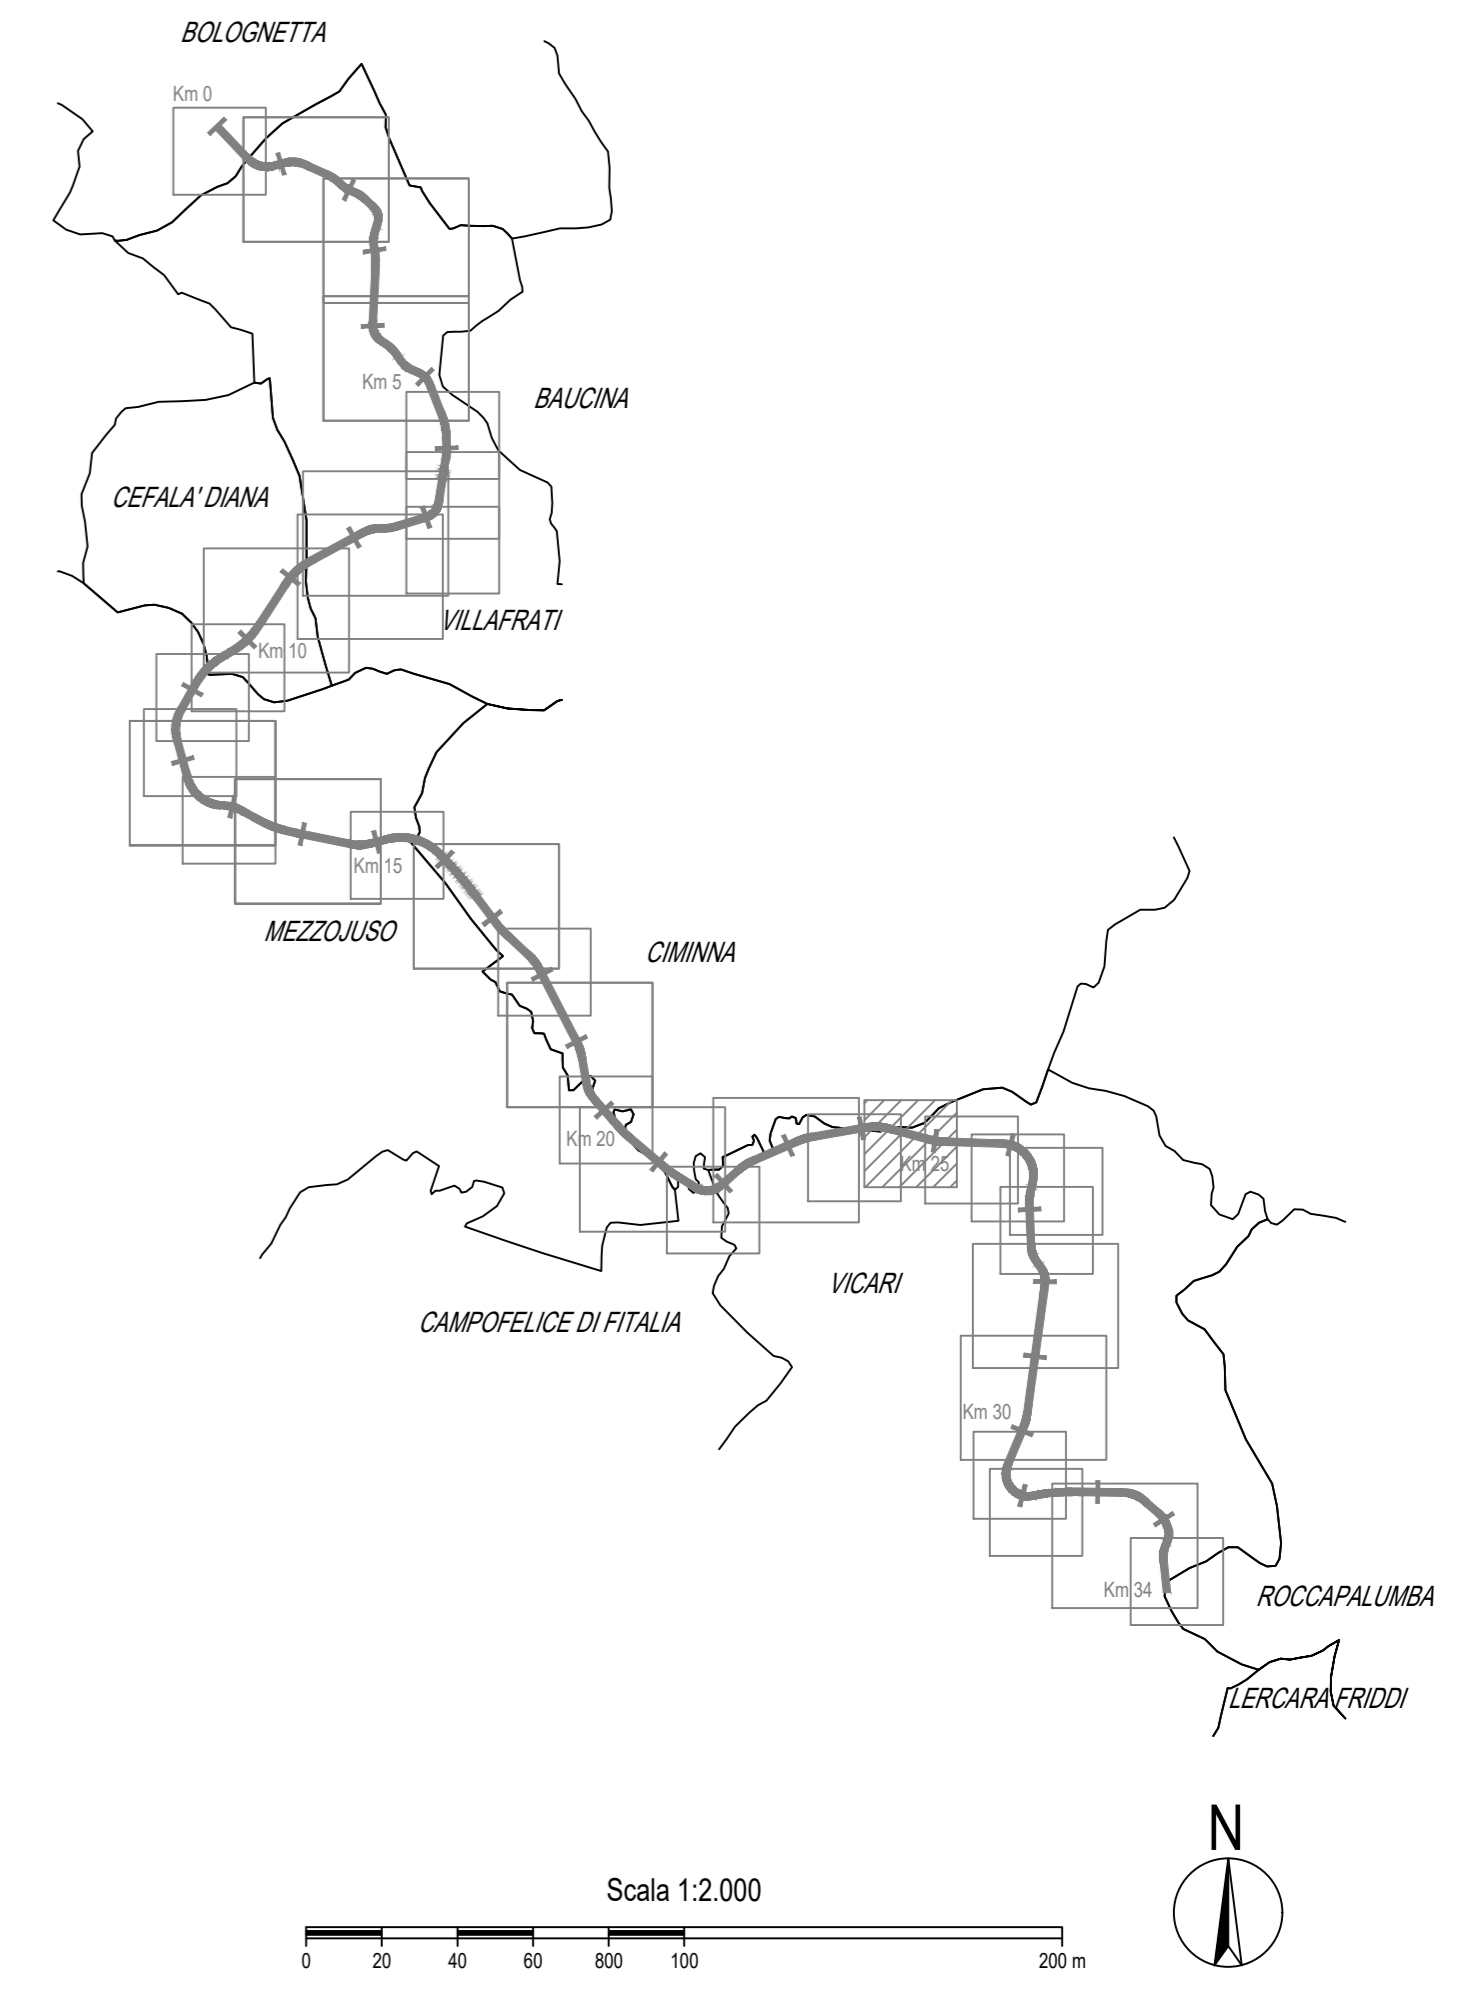 BOLOGNETTA
Km 0
Km 5
BAUCINA
CEFALA' DIANA
VILLAFRATI
Km 10
Km 15
MEZZOJUSO
CIMINNA
Km 20
Km 25
VICARI
CAMPOFELICE DI FITALIA
Km 30
Km 34
ROCCAPALUMBA
LERCARA FRIDDI
N
Scala 1:2.000
0 20 40 60 800 100 200 m